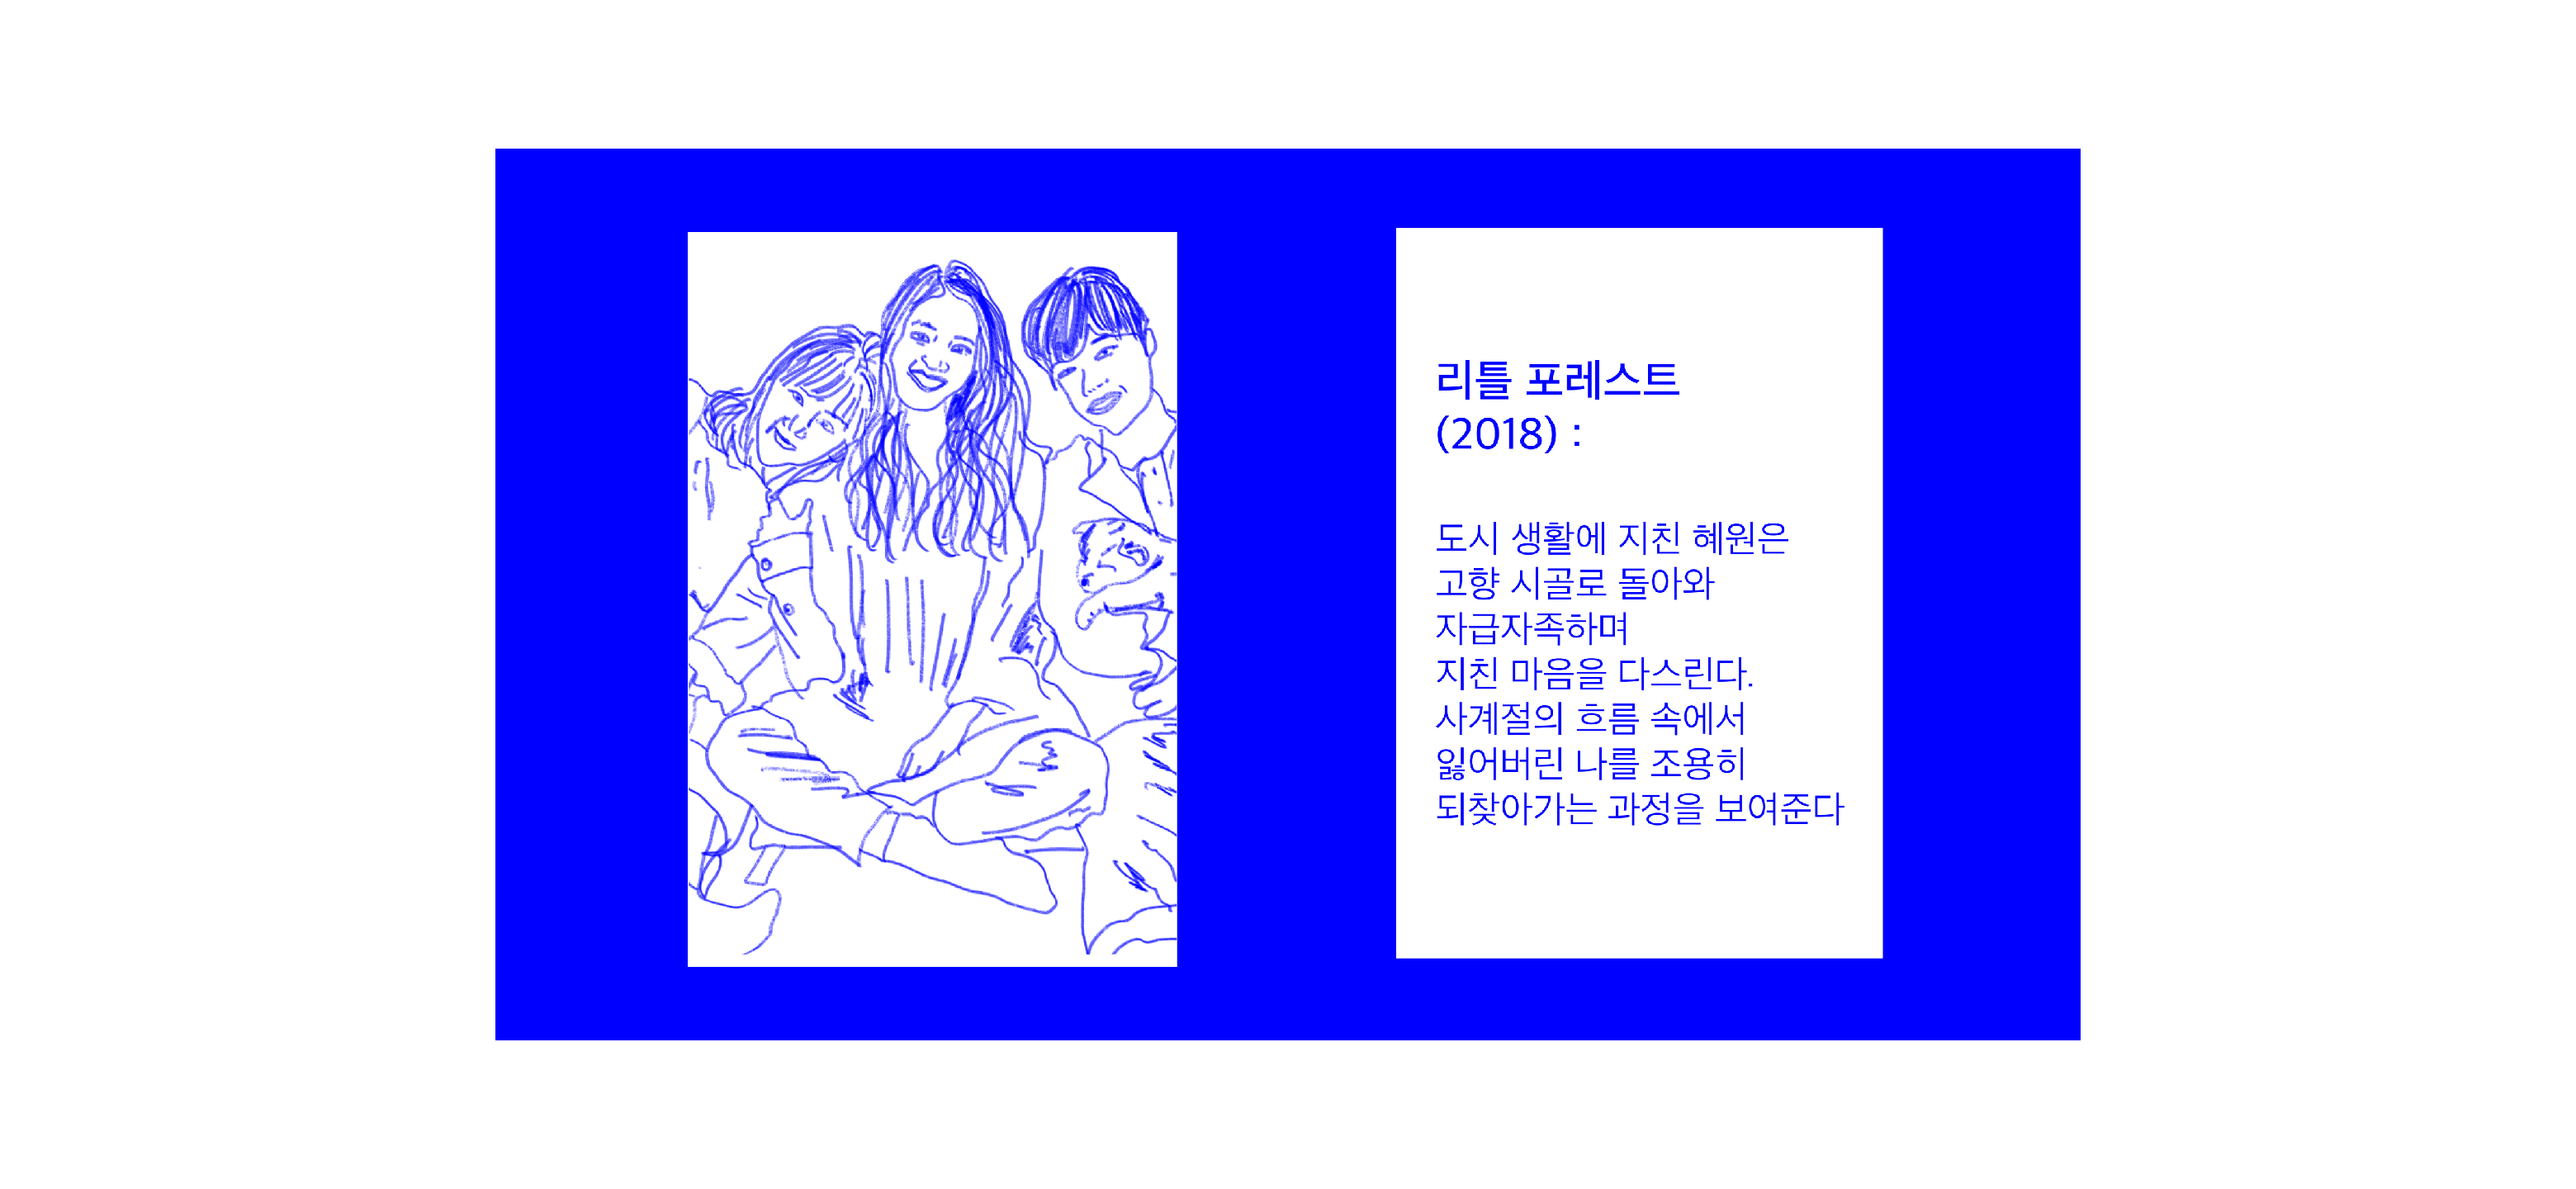 리틀 포레스트
(2018) :
도시 생활에 지친 혜원은
고향 시골로 돌아와
자급자족하며
지친 마음을 다스린다.
사계절의 흐름 속에서
잃어버린 나를 조용히
되찾아가는 과정을 보여준다